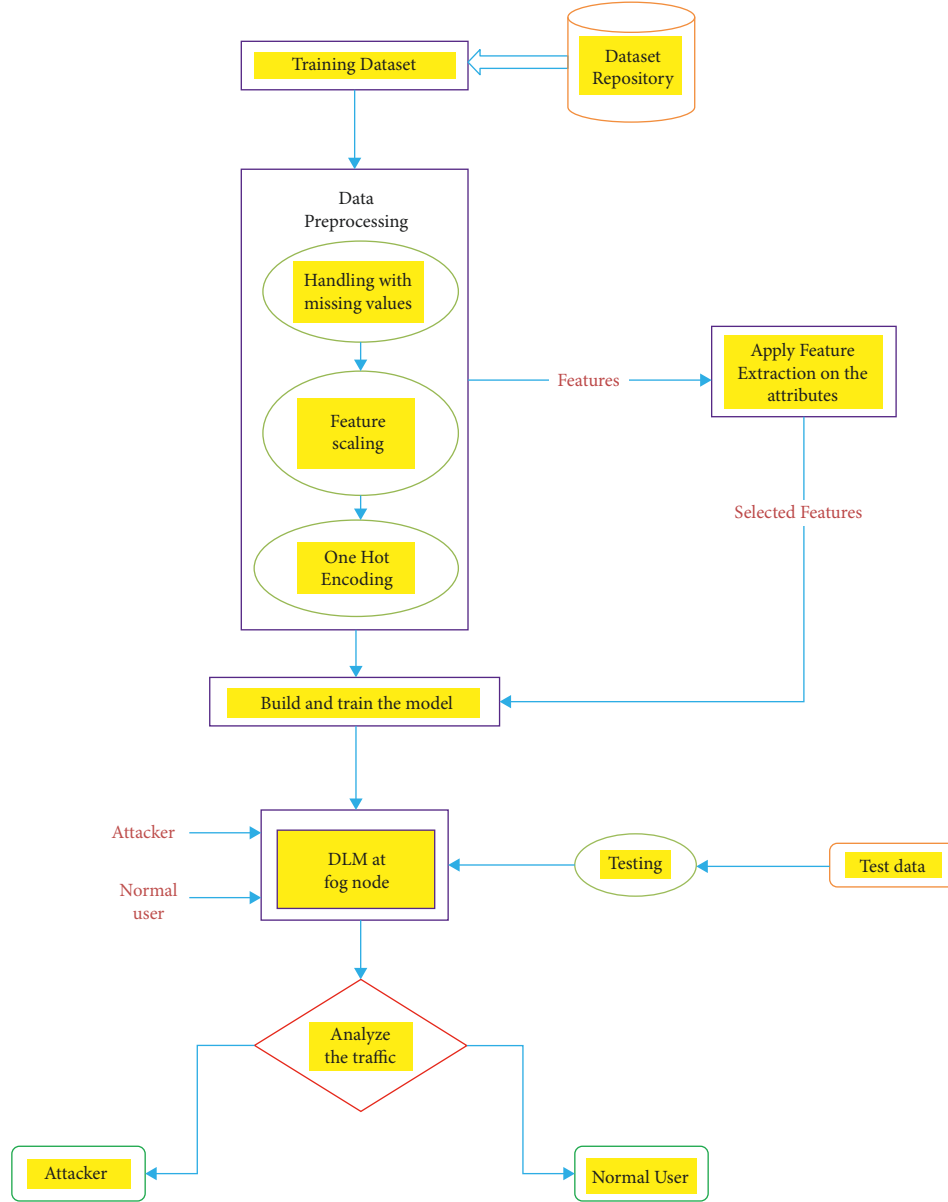 Training Dataset
Dataset
Repository
Data
Preprocessing
Handling with
missing values
Feature
scaling
One Hot
Encoding
Features
Apply Feature
Extraction on the
attributes
Selected Features
Build and train the model
Attacker
Normal
user
DLM at
fog node
Testing
Test data
Analyze
the traffic
Attacker
Normal User